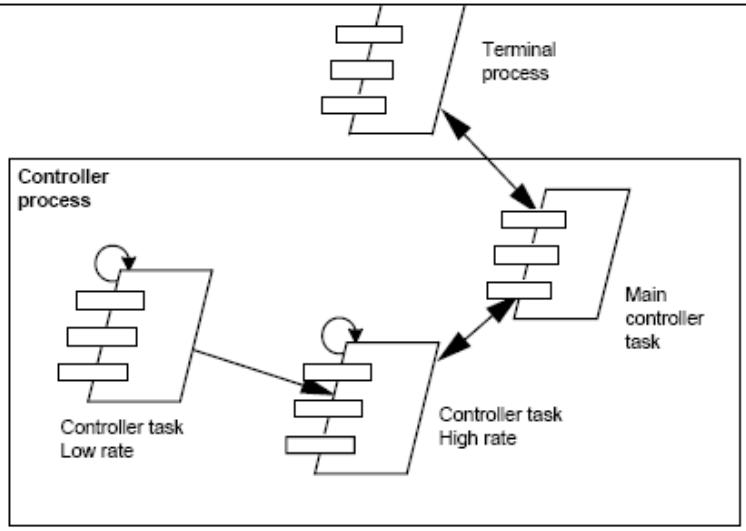 Terminal
process
Controller
process
Main
controller
task
Controller task
Low rate
Controller task
High rate